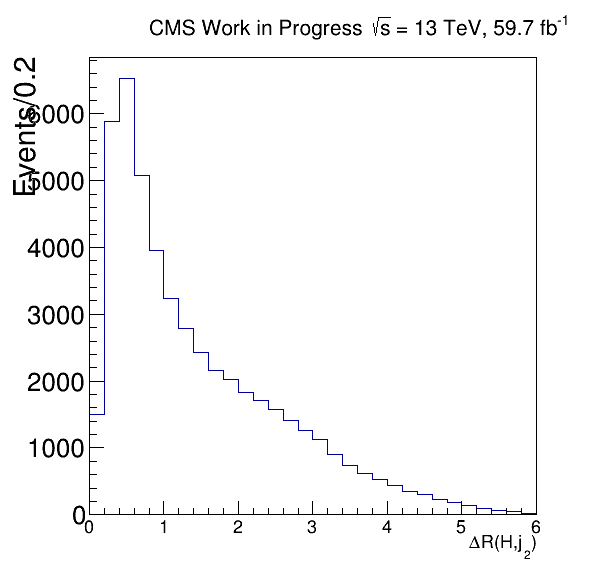 CMS Work in Progress √s = 13 TeV, 59.7 fb⁻¹
Events/0.2
6000
5000
4000
3000
2000
1000
0
0 1 2 3 4 5 6
ΔR(H,j₂)